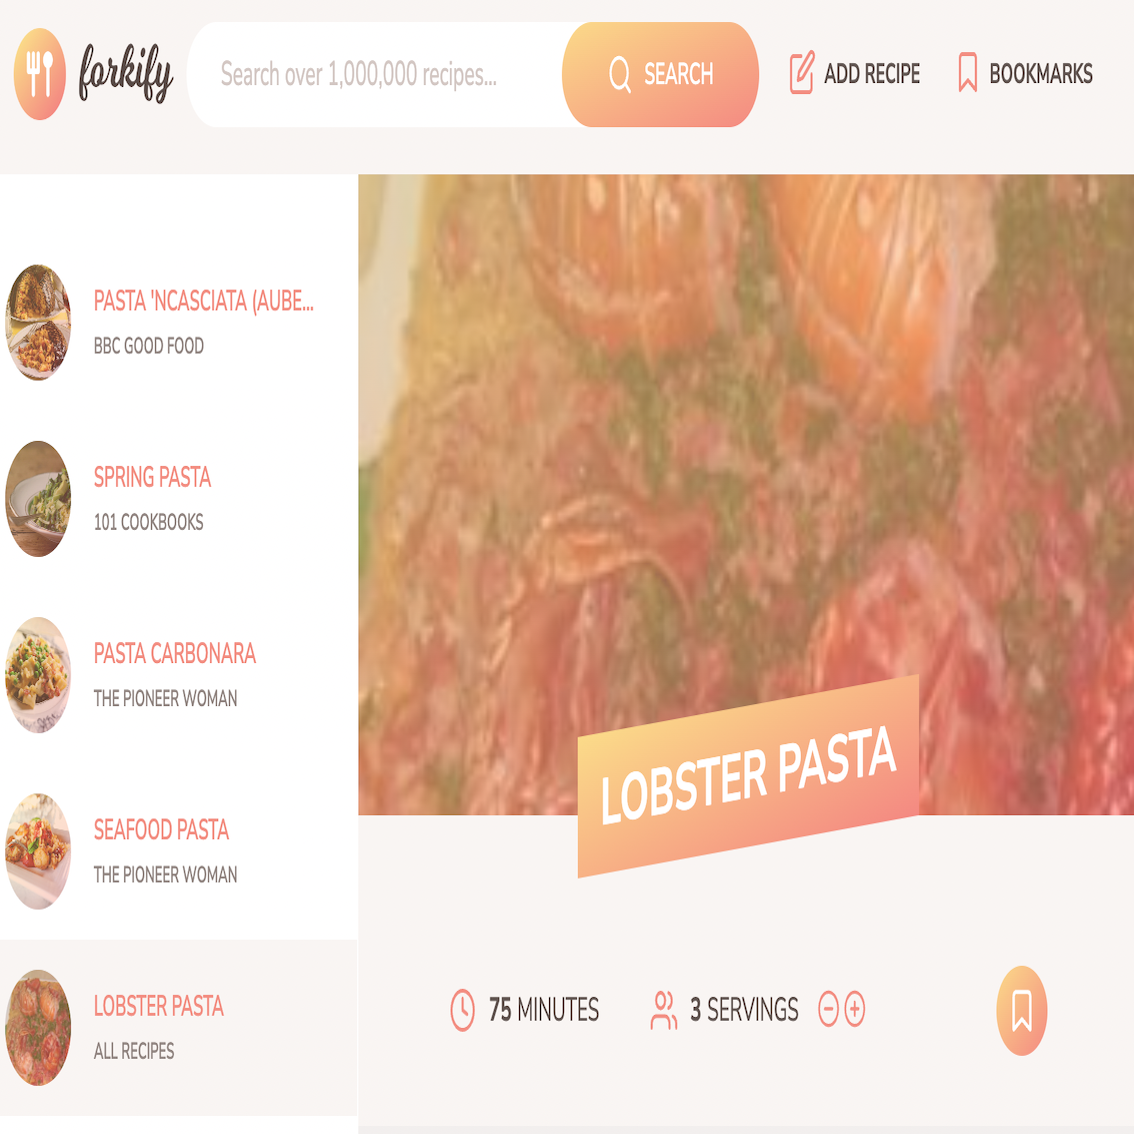 forkify
Search over 1,000,000 recipes...
SEARCH
ADD RECIPE
BOOKMARKS
PASTA 'NCASCIATA (AUBE...
BBC GOOD FOOD
SPRING PASTA
101 COOKBOOKS
PASTA CARBONARA
THE PIONEER WOMAN
SEAFOOD PASTA
THE PIONEER WOMAN
LOBSTER PASTA
ALL RECIPES
LOBSTER PASTA
75 MINUTES
3 SERVINGS